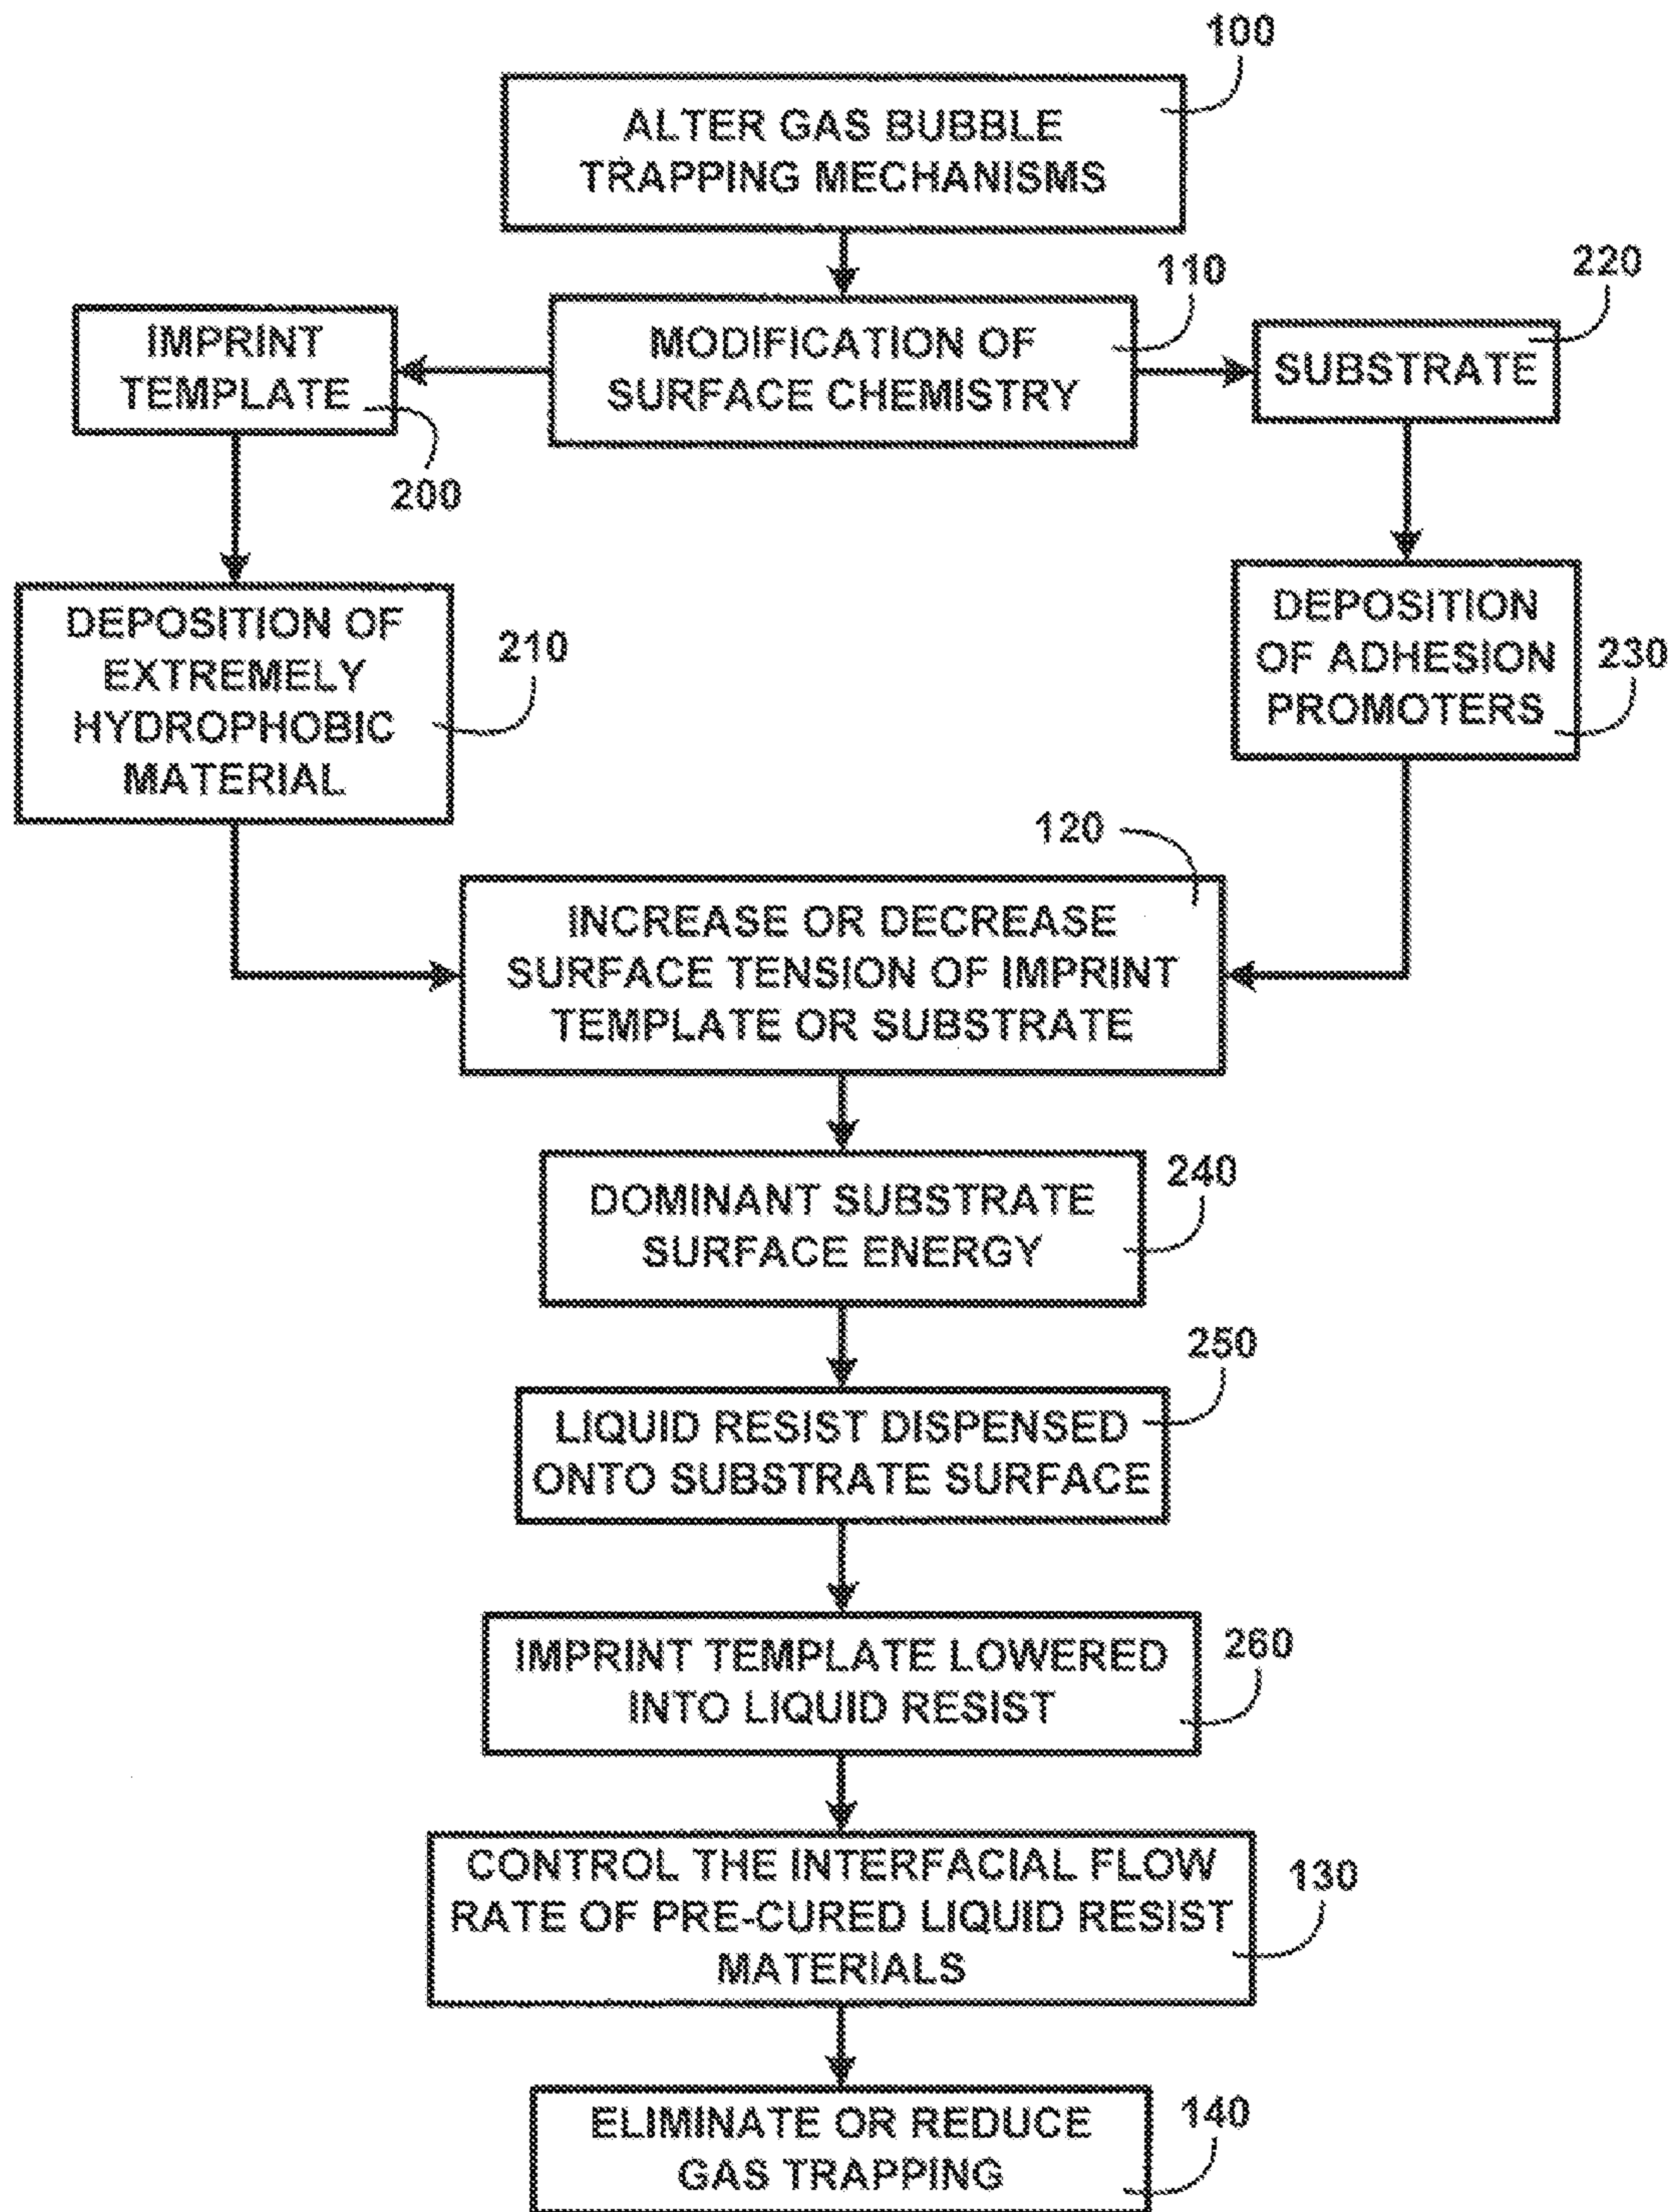 100
ALTER GAS BUBBLE
TRAPPING MECHANISMS
110
MODIFICATION OF
SURFACE CHEMISTRY
IMPRINT
TEMPLATE
200
220
SUBSTRATE
DEPOSITION OF
EXTREMELY
HYDROPHOBIC
MATERIAL
210
DEPOSITION
OF ADHESION
PROMOTERS
230
120
INCREASE OR DECREASE
SURFACE TENSION OF IMPRINT
TEMPLATE OR SUBSTRATE
DOMINANT SUBSTRATE
SURFACE ENERGY
240
250
LIQUID RESIST DISPENSED
ONTO SUBSTRATE SURFACE
IMPRINT TEMPLATE LOWERED
INTO LIQUID RESIST
260
CONTROL THE INTERFACIAL FLOW
RATE OF PRE-CURED LIQUID RESIST
MATERIALS
130
ELIMINATE OR REDUCE
GAS TRAPPING
140